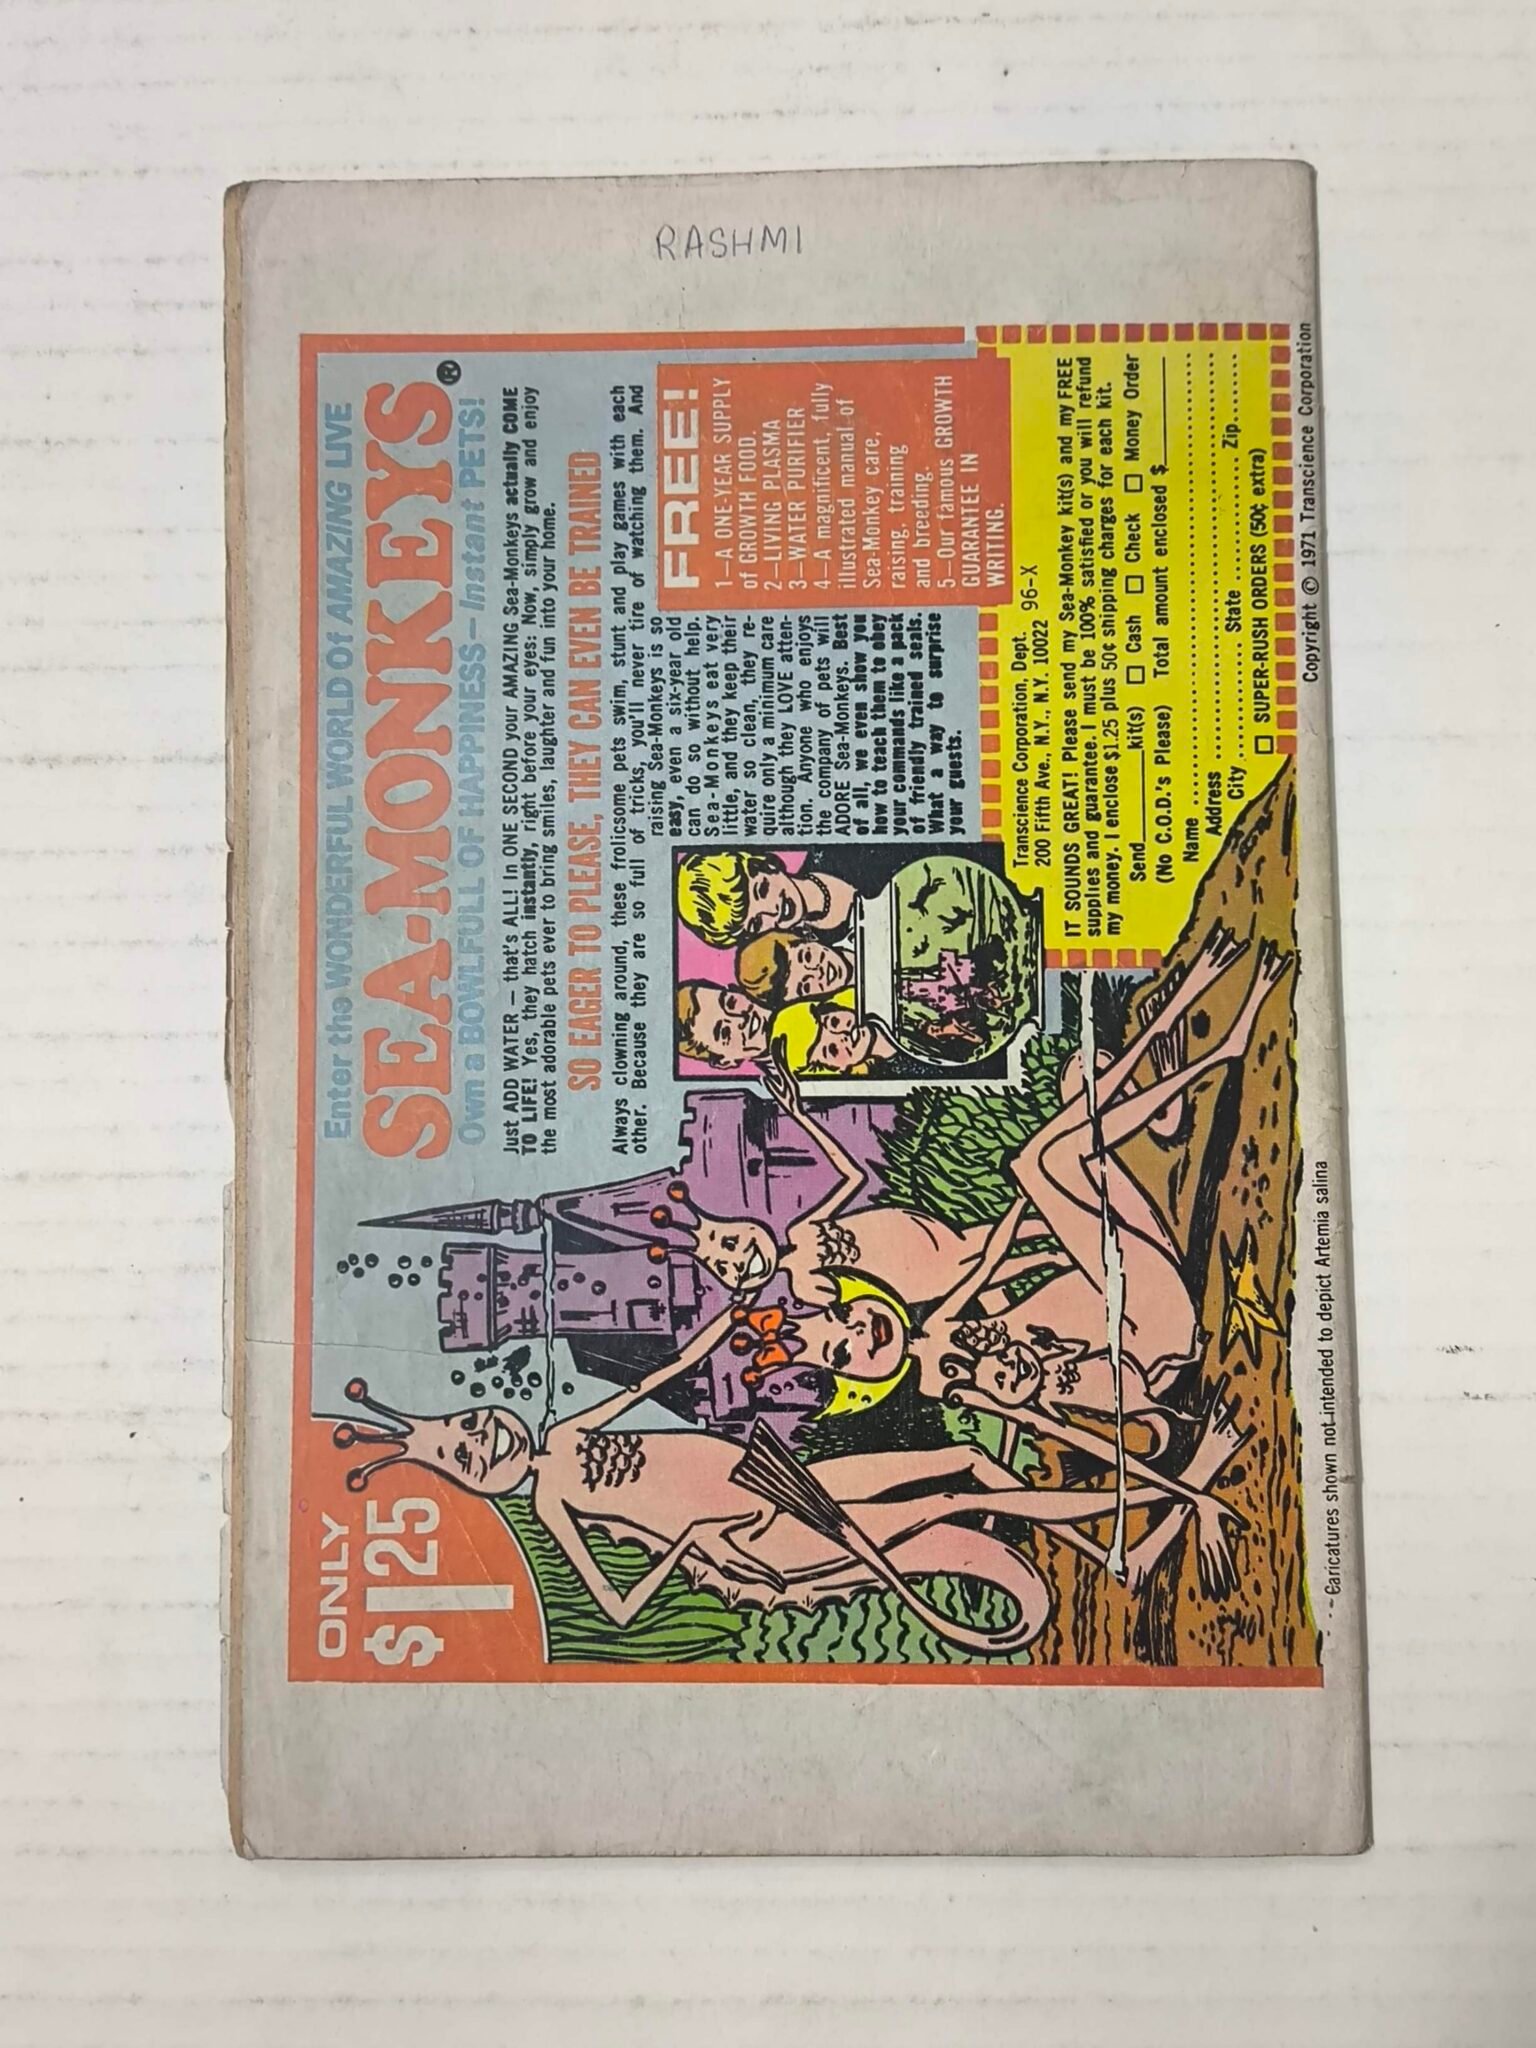 RASHMI
Enter the WONDERFUL WORLD Of AMAZING LIVE
SEA-MONKEYS®
Own a BOWLFULL OF HAPPINESS—Instant PETS!
ONLY
$1.25
Just ADD WATER — that's ALL! In ONE SECOND your AMAZING Sea-Monkeys actually COME
TO LIFE! Yes, they hatch instantly, right before your eyes: Now, simply grow and enjoy
the most adorable pets ever to bring smiles, laughter and fun into your home.
SO EAGER TO PLEASE, THEY CAN EVEN BE TRAINED
Always clowning around, these frolicsome pets swim, stunt and play games with each
other. Because they are so full of tricks, you'll never tire of watching them. And
raising Sea-Monkeys is so
easy, even a six-year old
can do so without help.
Sea-Monkeys eat very
little, and they keep their
water so clean, they re-
quire only a minimum care
although they LOVE atten-
tion. Anyone who enjoys
the company of pets will
ADORE Sea-Monkeys. Best
of all, we even show you
how to teach them to obey
your commands like a pack
of friendly trained seals.
What a way to surprise
your guests.
FREE!
1—A ONE-YEAR SUPPLY
of GROWTH FOOD.
2—LIVING PLASMA
3—WATER PURIFIER
4—A magnificent, fully
illustrated manual of
Sea-Monkey care,
raising, training
and breeding.
5—Our famous GROWTH
GUARANTEE IN
WRITING.
Transcience Corporation, Dept.
200 Fifth Ave., N.Y., N.Y. 10022 96-X
IT SOUNDS GREAT! Please send my Sea-Monkey kit(s) and my FREE
supplies and guarantee. I must be 100% satisfied or you will refund
my money. I enclose $1.25 plus 50¢ shipping charges for each kit.
Send ______ kit(s) □ Cash □ Check □ Money Order
(No C.O.D.'s Please) Total amount enclosed $______
Name ..............................
Address ..............................
City .................... State .................... Zip..........
□ SUPER-RUSH ORDERS (50¢ extra)
Caricatures shown not intended to depict Artemia salina
Copyright © 1971 Transcience Corporation